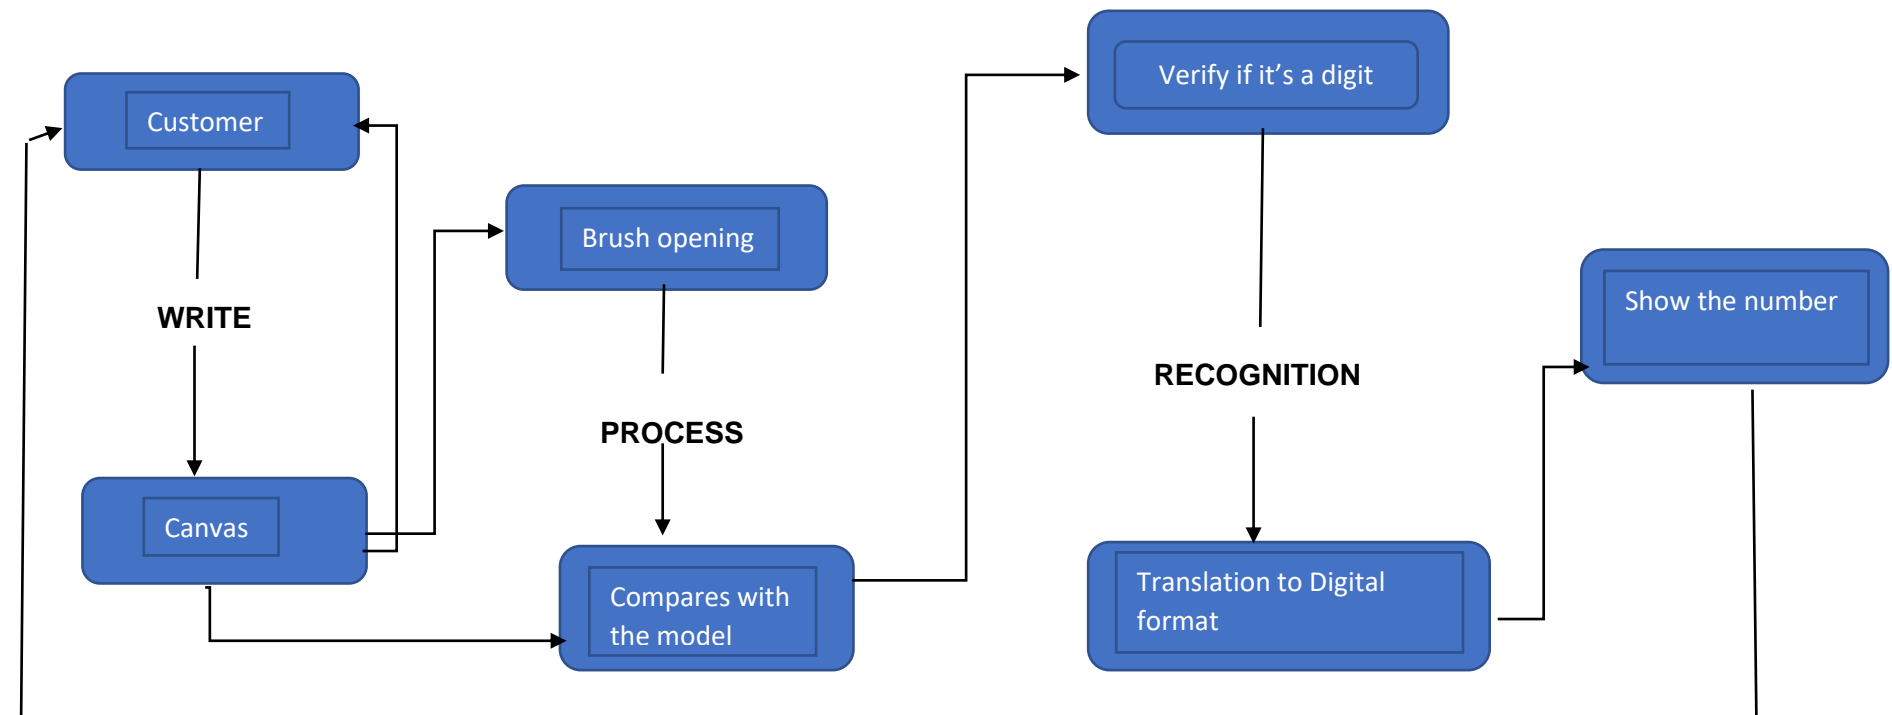 Customer
WRITE
Canvas
Brush opening
PROCESS
Compares with
the model
Verify if it’s a digit
RECOGNITION
Translation to Digital
format
Show the number